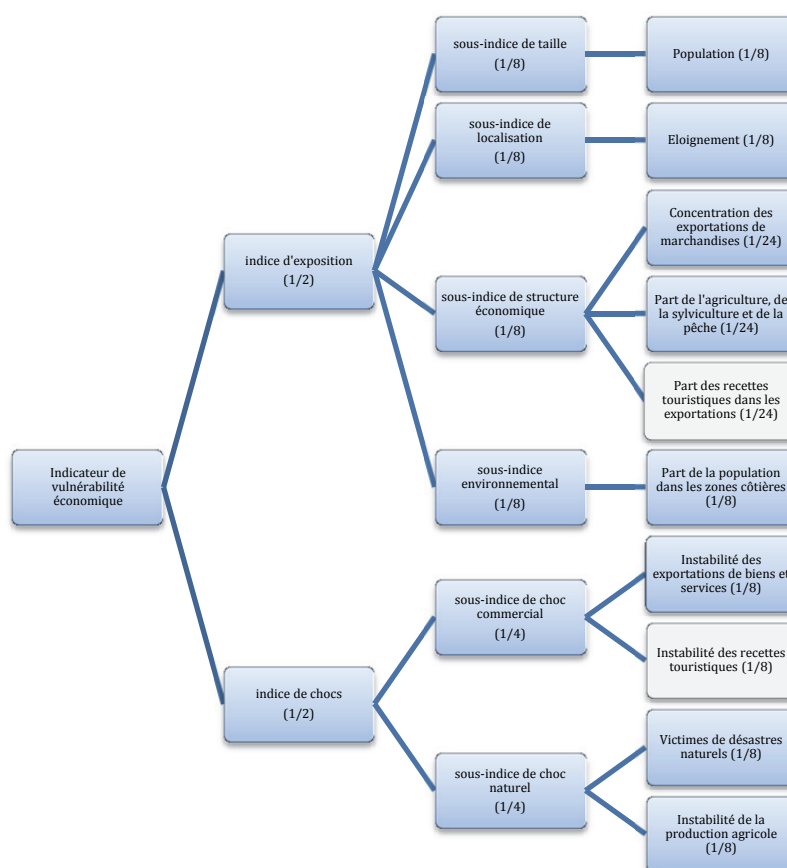 sous-indice de taille
(1/8)
Population (1/8)
sous-indice de
localisation
(1/8)
Eloignement (1/8)
Concentration des
exportations de
marchandises (1/24)
indice d'exposition
(1/2)
sous-indice de structure
économique
(1/8)
Part de l'agriculture, de
la sylviculture et de la
pêche (1/24)
Part des recettes
touristiques dans les
exportations (1/24)
Indicateur de
vulnérabilité
économique
sous-indice
environnemental
(1/8)
Part de la population
dans les zones côtières
(1/8)
Instabilité des
exportations de biens et
services (1/8)
sous-indice de choc
commercial
(1/4)
Instabilité des recettes
touristiques (1/8)
indice de chocs
(1/2)
Victimes de désastres
naturels (1/8)
sous-indice de choc
naturel
(1/4)
Instabilité de la
production agricole
(1/8)